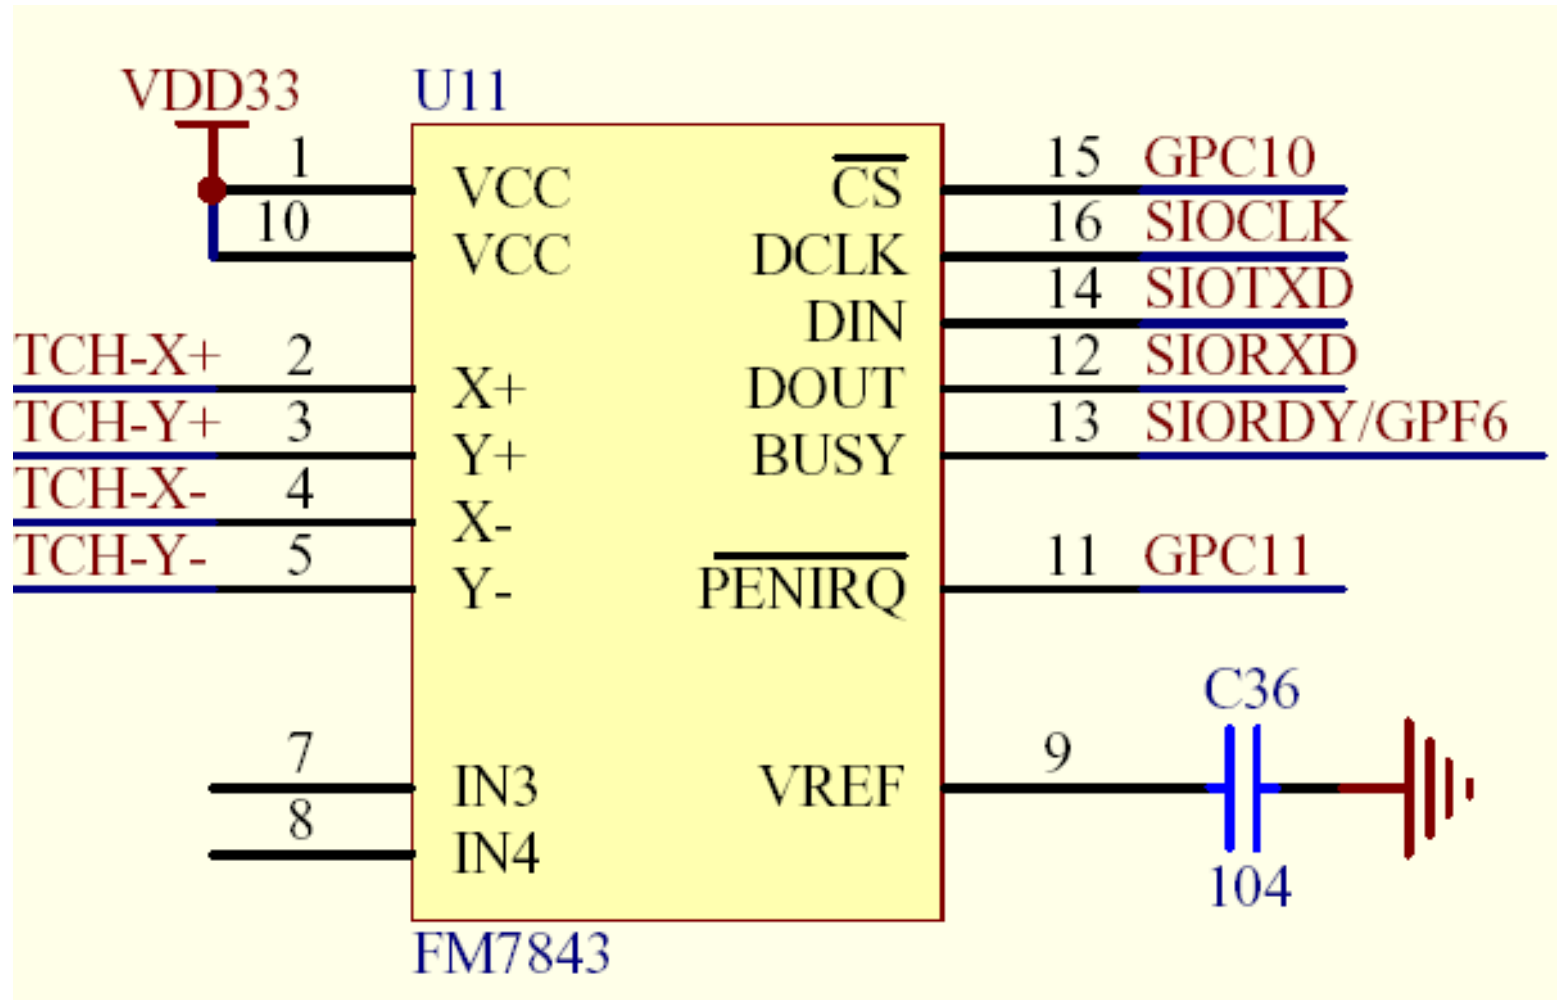 VDD33 U11
1 VCC CS 15 GPC10
10 VCC DCLK 16 SIOCLK
DIN 14 SIOTXD
TCH-X+ 2 X+ DOUT 12 SIORXD
TCH-Y+ 3 Y+ BUSY 13 SIORDY/GPF6
TCH-X- 4 X-
TCH-Y- 5 Y- PENIRQ 11 GPC11
C36
7 IN3 VREF 9
8 IN4 104
FM7843